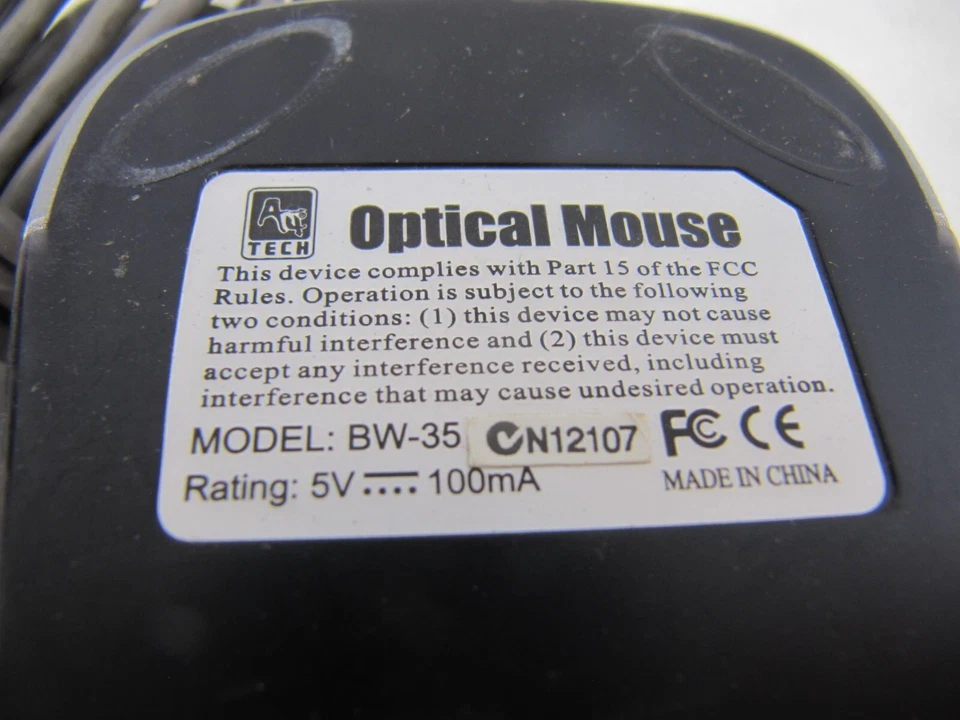 A4 TECH
Optical Mouse
This device complies with Part 15 of the FCC
Rules. Operation is subject to the following
two conditions: (1) this device may not cause
harmful interference and (2) this device must
accept any interference received, including
interference that may cause undesired operation.
MODEL: BW-35 N12107 FC CE
Rating: 5V 100mA MADE IN CHINA